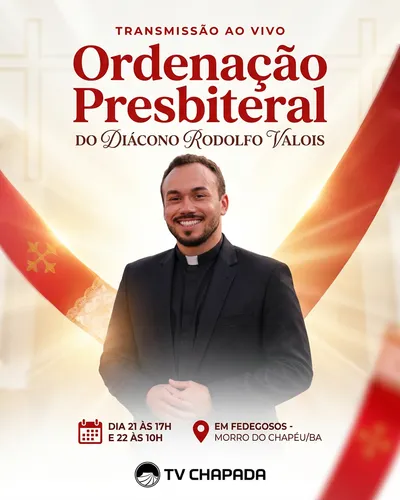 TRANSMISSÃO AO VIVO
Ordenação
Presbiteral
DO DIÁCONO RODOLFO VALOIS
DIA 21 ÀS 17H
E 22 ÀS 10H
EM FEDEGOSOS -
MORRO DO CHAPÉU/BA
TV CHAPADA